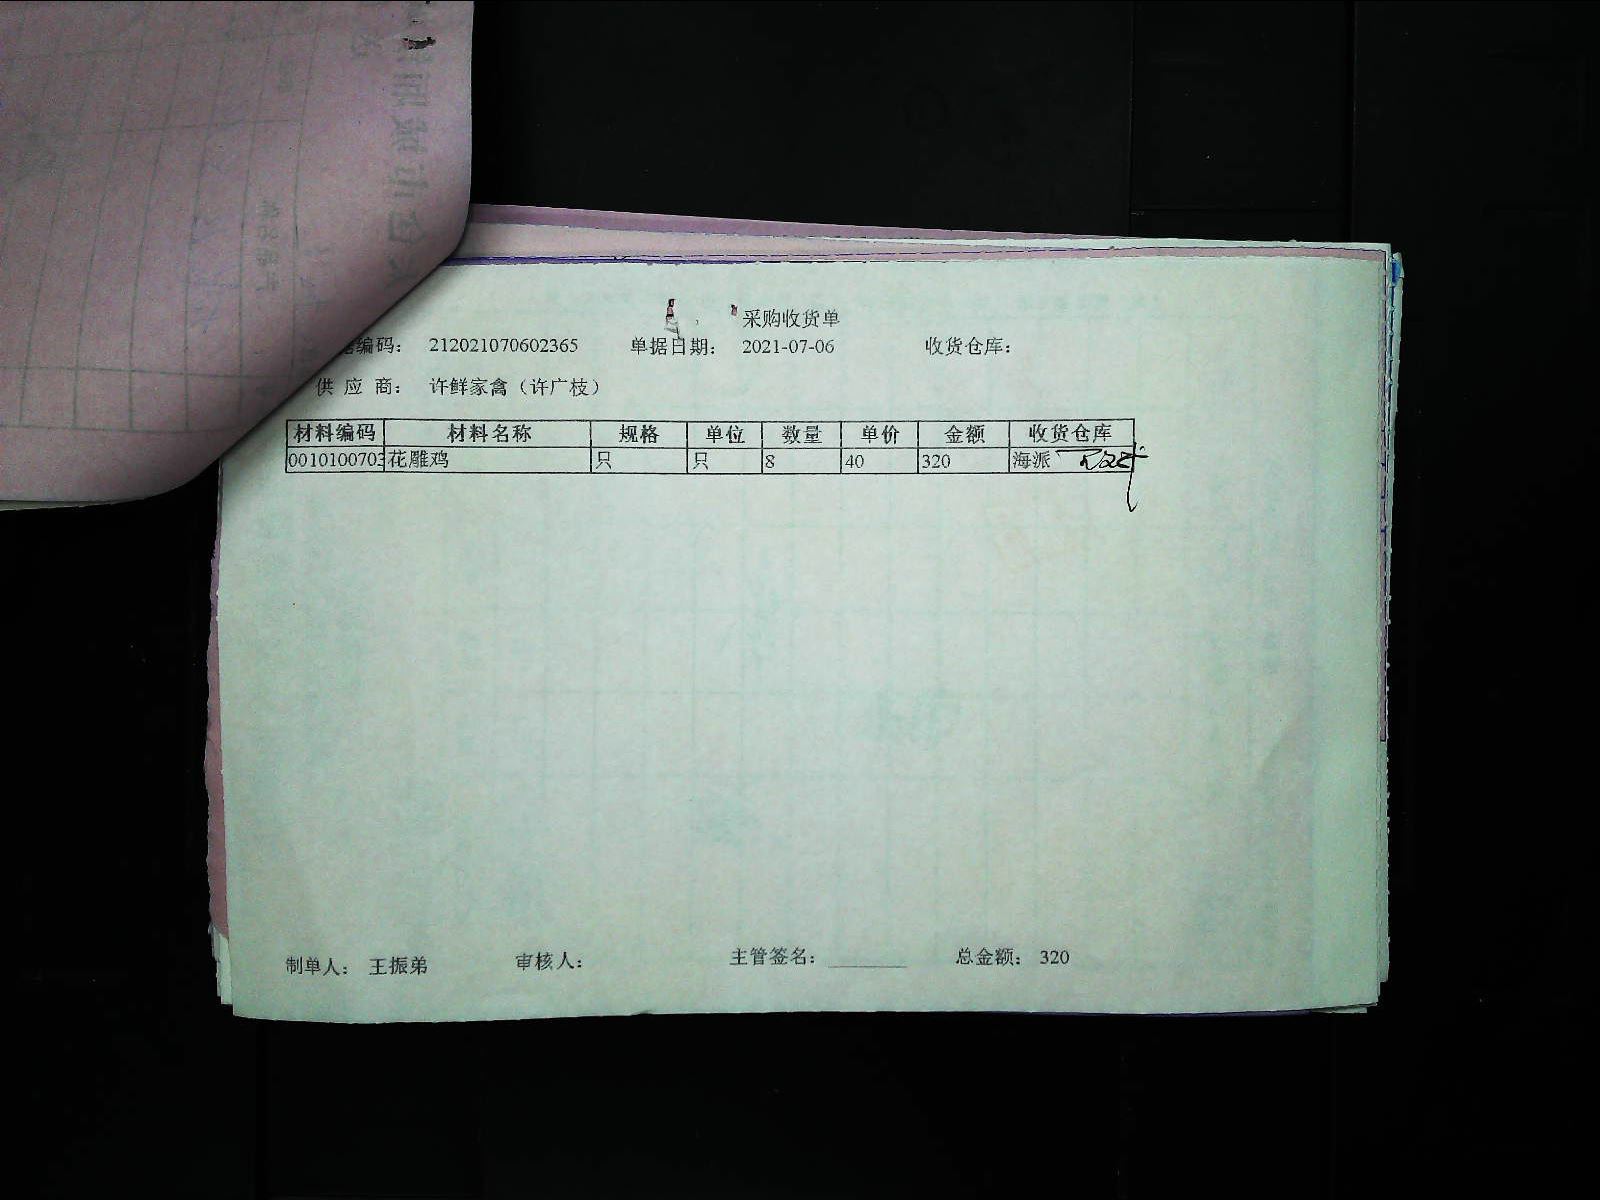 采购收货单
编码： 212021070602365 单据日期： 2021-07-06 收货仓库：
供 应 商： 许鲜家禽（许广枝）
材料编码 材料名称 规格 单位 数量 单价 金额 收货仓库
0010100703 花雕鸡 只 只 8 40 320 海派
制单人： 王振弟 审核人： 主管签名： 总金额： 320